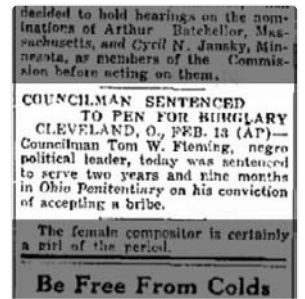 decided to hold hearings on the nom-
inations of Arthur Batchellor, Mas-
sachusetts, and Cyril N. Jansky, Min-
nesota, as members of the Commis-
sion before acting on them.
COUNCILMAN SENTENCED
TO PEN FOR BURGLARY
CLEVELAND, O., FEB. 13 (AP)—
Councilman Tom W. Fleming, negro
political leader, today was sentenced
to serve two years and nine months
in Ohio Penitentiary on his conviction
of accepting a bribe.
The female compositor is certainly
a girl of the period.
Be Free From Colds